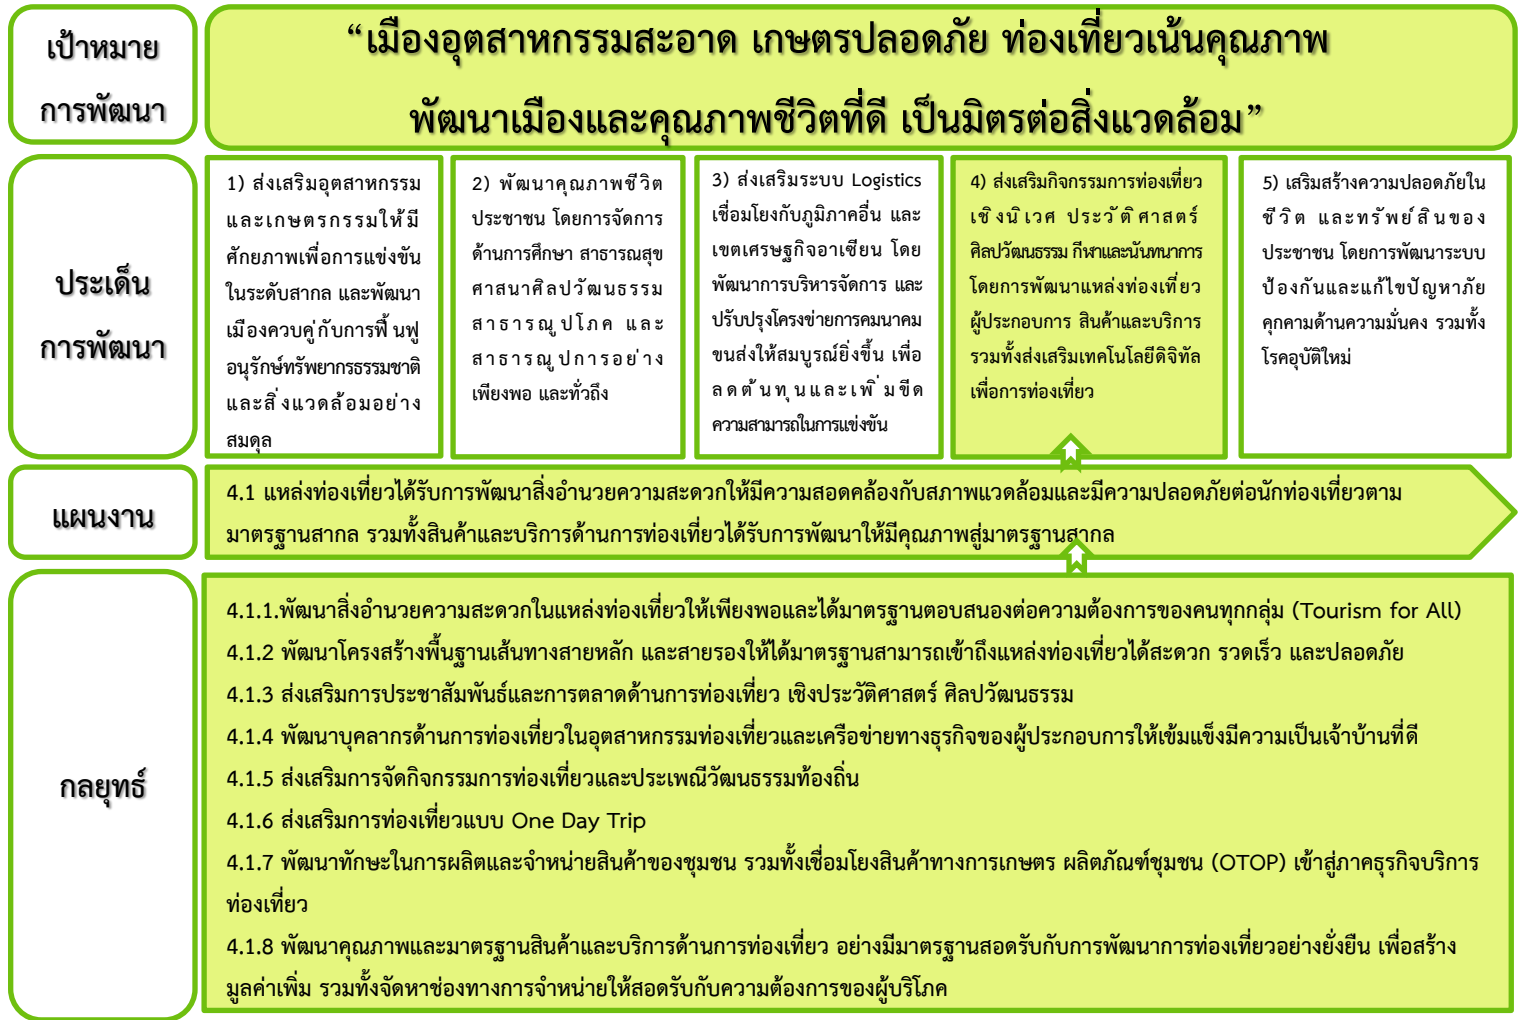 เป้าหมาย
การพัฒนา
“เมืองอุตสาหกรรมสะอาด เกษตรปลอดภัย ท่องเที่ยวเน้นคุณภาพ
พัฒนาเมืองและคุณภาพชีวิตที่ดี เป็นมิตรต่อสิ่งแวดล้อม”
ประเด็น
การพัฒนา
1) ส่งเสริมอุตสาหกรรม
และเกษตรกรรมให้มี
ศักยภาพเพื่อการแข่งขัน
ในระดับสากล และพัฒนา
เมืองควบคู่กับการฟื้นฟู
อนุรักษ์ทรัพยากรธรรมชาติ
และสิ่งแวดล้อมอย่าง
สมดุล
2) พัฒนาคุณภาพชีวิต
ประชาชน โดยการจัดการ
ด้านการศึกษา สาธารณสุข
ศาสนาศิลปวัฒนธรรม
สาธารณูปโภค และ
สาธารณูปการอย่าง
เพียงพอ และทั่วถึง
3) ส่งเสริมระบบ Logistics
เชื่อมโยงกับภูมิภาคอื่น และ
เขตเศรษฐกิจอาเซียน โดย
พัฒนาการบริหารจัดการ และ
ปรับปรุงโครงข่ายการคมนาคม
ขนส่งให้สมบูรณ์ยิ่งขึ้น เพื่อ
ลดต้นทุนและเพิ่มขีด
ความสามารถในการแข่งขัน
4) ส่งเสริมกิจกรรมการท่องเที่ยว
เชิงนิเวศ ประวัติศาสตร์
ศิลปวัฒนธรรม กีฬาและนันทนาการ
โดยการพัฒนาแหล่งท่องเที่ยว
ผู้ประกอบการ สินค้าและบริการ
รวมทั้งส่งเสริมเทคโนโลยีดิจิทัล
เพื่อการท่องเที่ยว
5) เสริมสร้างความปลอดภัยใน
ชีวิต และทรัพย์สินของ
ประชาชน โดยการพัฒนาระบบ
ป้องกันและแก้ไขปัญหาภัย
คุกคามด้านความมั่นคง รวมทั้ง
โรคอุบัติใหม่
แผนงาน
4.1 แหล่งท่องเที่ยวได้รับการพัฒนาสิ่งอำนวยความสะดวกให้มีความสอดคล้องกับสภาพแวดล้อมและมีความปลอดภัยต่อนักท่องเที่ยวตาม
มาตรฐานสากล รวมทั้งสินค้าและบริการด้านการท่องเที่ยวได้รับการพัฒนาให้มีคุณภาพสู่มาตรฐานสากล
กลยุทธ์
4.1.1.พัฒนาสิ่งอำนวยความสะดวกในแหล่งท่องเที่ยวให้เพียงพอและได้มาตรฐานตอบสนองต่อความต้องการของคนทุกกลุ่ม (Tourism for All)
4.1.2 พัฒนาโครงสร้างพื้นฐานเส้นทางสายหลัก และสายรองให้ได้มาตรฐานสามารถเข้าถึงแหล่งท่องเที่ยวได้สะดวก รวดเร็ว และปลอดภัย
4.1.3 ส่งเสริมการประชาสัมพันธ์และการตลาดด้านการท่องเที่ยว เชิงประวัติศาสตร์ ศิลปวัฒนธรรม
4.1.4 พัฒนาบุคลากรด้านการท่องเที่ยวในอุตสาหกรรมท่องเที่ยวและเครือข่ายทางธุรกิจของผู้ประกอบการให้เข้มแข็งมีความเป็นเจ้าบ้านที่ดี
4.1.5 ส่งเสริมการจัดกิจกรรมการท่องเที่ยวและประเพณีวัฒนธรรมท้องถิ่น
4.1.6 ส่งเสริมการท่องเที่ยวแบบ One Day Trip
4.1.7 พัฒนาทักษะในการผลิตและจำหน่ายสินค้าของชุมชน รวมทั้งเชื่อมโยงสินค้าทางการเกษตร ผลิตภัณฑ์ชุมชน (OTOP) เข้าสู่ภาคธุรกิจบริการ
ท่องเที่ยว
4.1.8 พัฒนาคุณภาพและมาตรฐานสินค้าและบริการด้านการท่องเที่ยว อย่างมีมาตรฐานสอดรับกับการพัฒนาการท่องเที่ยวอย่างยั่งยืน เพื่อสร้าง
มูลค่าเพิ่ม รวมทั้งจัดหาช่องทางการจำหน่ายให้สอดรับกับความต้องการของผู้บริโภค